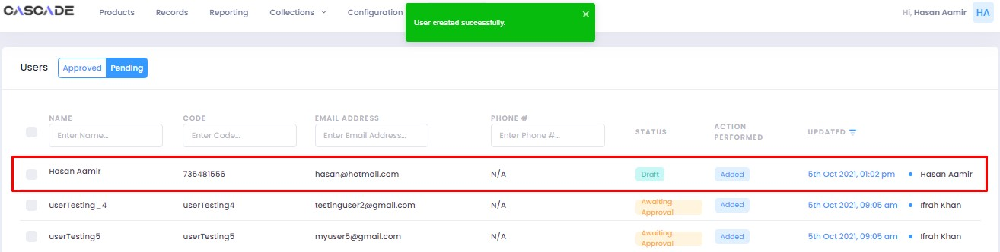 CASCADE Products Records Reporting Collections Configuration Hi, Hasan Aamir HA
User created successfully. ×
Users Approved Pending
NAME CODE EMAIL ADDRESS PHONE # STATUS ACTION PERFORMED UPDATED
Enter Name... Enter Code... Enter Email Address... Enter Phone #...
Hasan Aamir 735481556 hasan@hotmail.com N/A Draft Added 5th Oct 2021, 01:02 pm Hasan Aamir
userTesting_4 userTesting4 testinguser2@gmail.com N/A Awaiting Approval Added 5th Oct 2021, 09:05 am Ifrah Khan
userTesting5 userTesting5 myuser5@gmail.com N/A Awaiting Approval Added 5th Oct 2021, 09:05 am Ifrah Khan